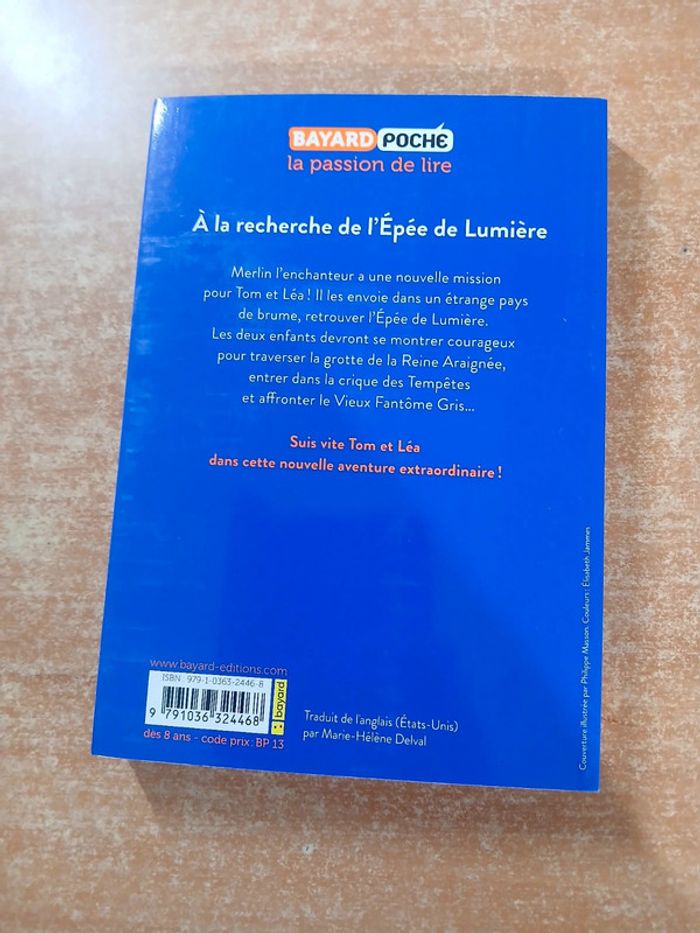 BAYARD POCHE
la passion de lire
À la recherche de l'Épée de Lumière
Merlin l'enchanteur a une nouvelle mission
pour Tom et Léa ! Il les envoie dans un étrange pays
de brume, retrouver l'Épée de Lumière.
Les deux enfants devront se montrer courageux
pour traverser la grotte de la Reine Araignée,
entrer dans la crique des Tempêtes
et affronter le Vieux Fantôme Gris...
Suis vite Tom et Léa
dans cette nouvelle aventure extraordinaire !
www.bayard-editions.com
ISBN 979-1-0363-2446-8
9 791036 324468
bayard
dès 8 ans - code prix : BP 13
Traduit de l'anglais (États-Unis)
par Marie-Hélène Delval
Couverture illustrée par Philippe Masson. Couleurs : Élisabeth Jammes